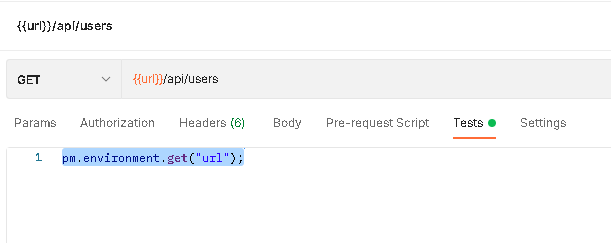 {{url}}/api/users
GET {{url}}/api/users
Params Authorization Headers (6) Body Pre-request Script Tests Settings
1 pm.environment.get("url");